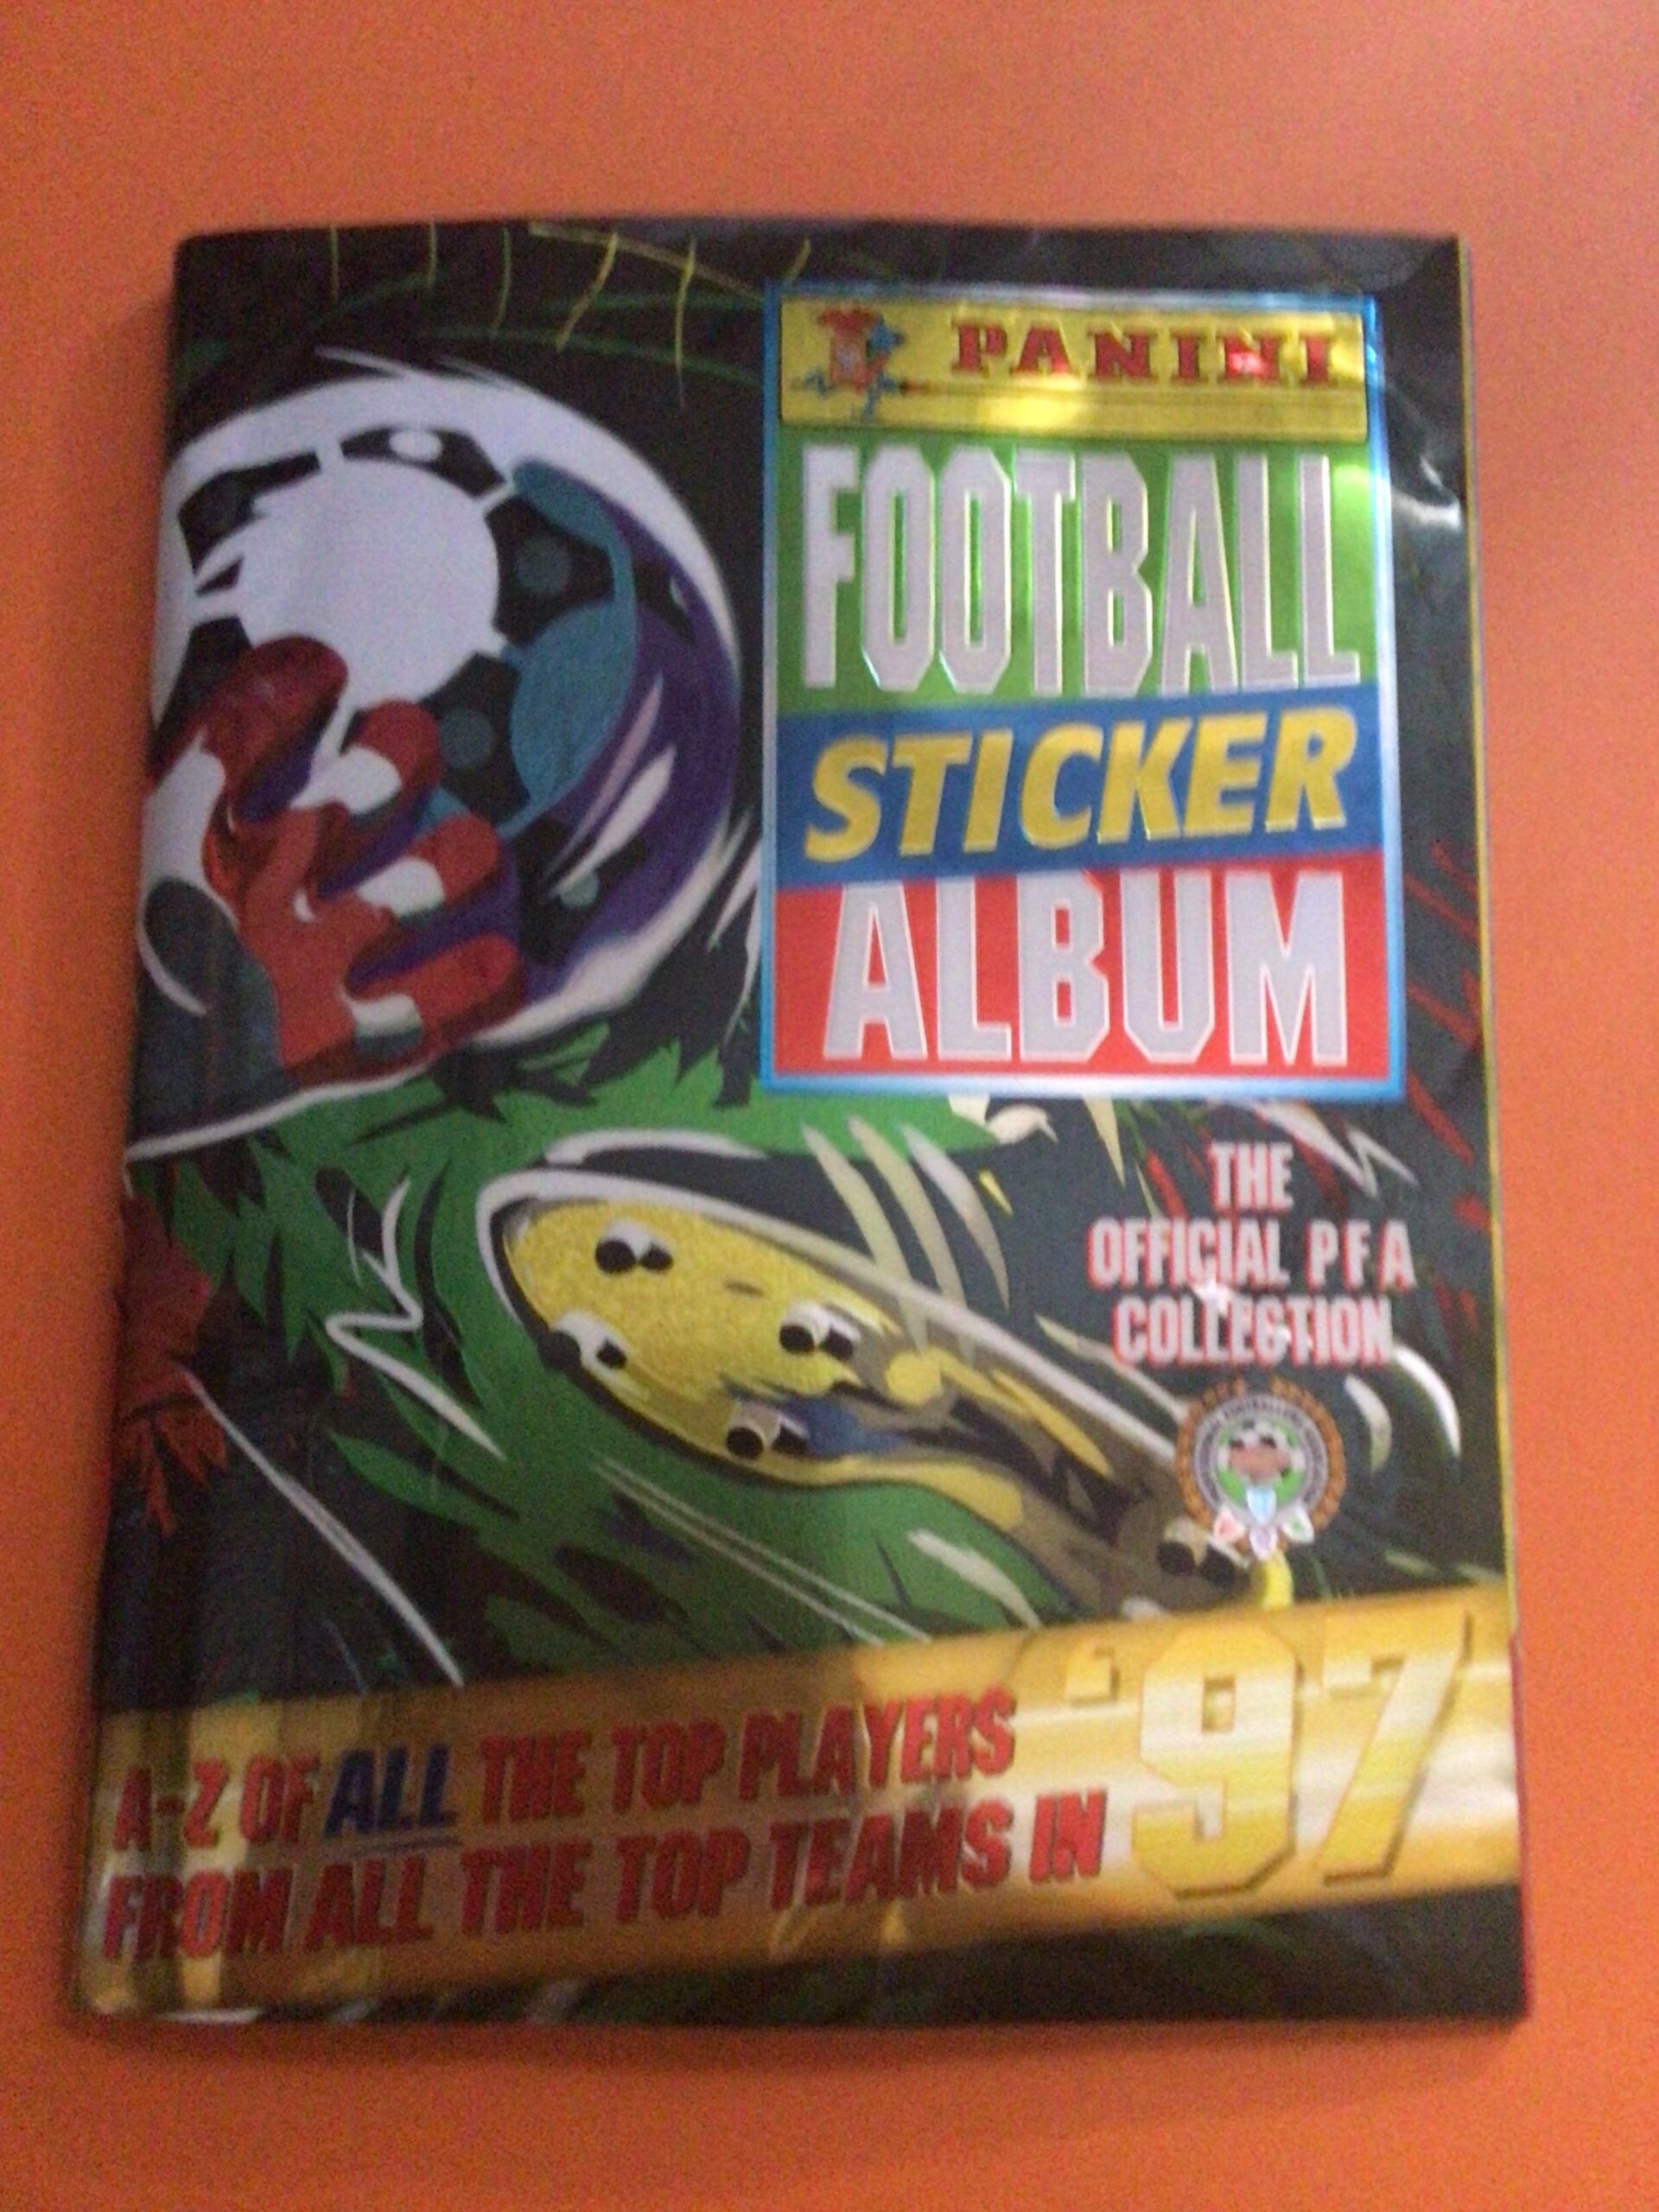 PANINI
FOOTBALL
STICKER
ALBUM
THE
OFFICIAL PFA
COLLECTION
A-Z OF ALL THE TOP PLAYERS
FROM ALL THE TOP TEAMS IN '97